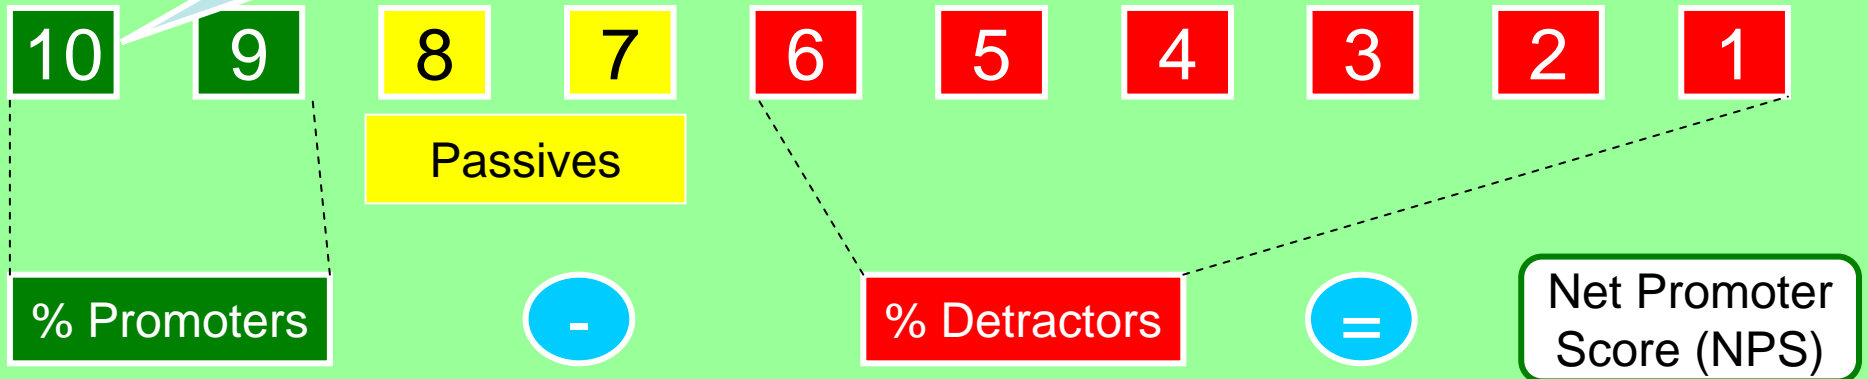 10 9 8 7 6 5 4 3 2 1
Passives
% Promoters - % Detractors = Net Promoter
Score (NPS)